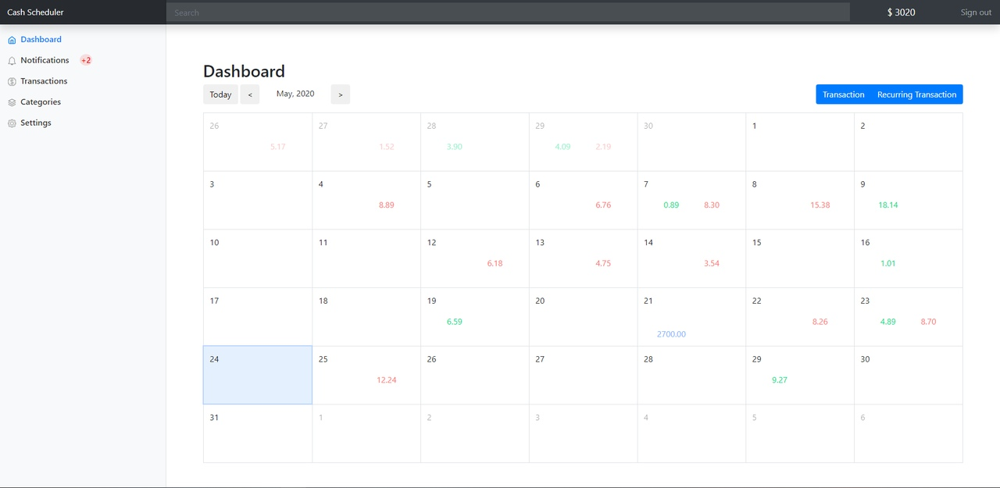 Cash Scheduler
Search
$ 3020
Sign out
Dashboard
Notifications +2
Transactions
Categories
Settings
Dashboard
Today < May, 2020 >
Transaction Recurring Transaction
26 27 28 29 30 1 2
5.17 1.52 3.90 4.09 2.19
3 4 5 6 7 8 9
8.89 6.76 0.89 8.30 15.38 18.14
10 11 12 13 14 15 16
6.18 4.75 3.54 1.01
17 18 19 20 21 22 23
6.59 8.26 4.89 8.70
2700.00
24 25 26 27 28 29 30
12.24 9.27
31 1 2 3 4 5 6